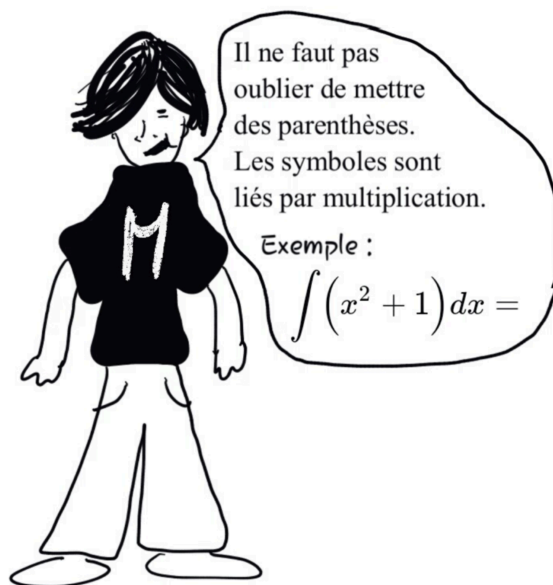 Il ne faut pas
oublier de mettre
des parenthèses.
Les symboles sont
liés par multiplication.
Exemple :
∫(x² + 1) dx =
M